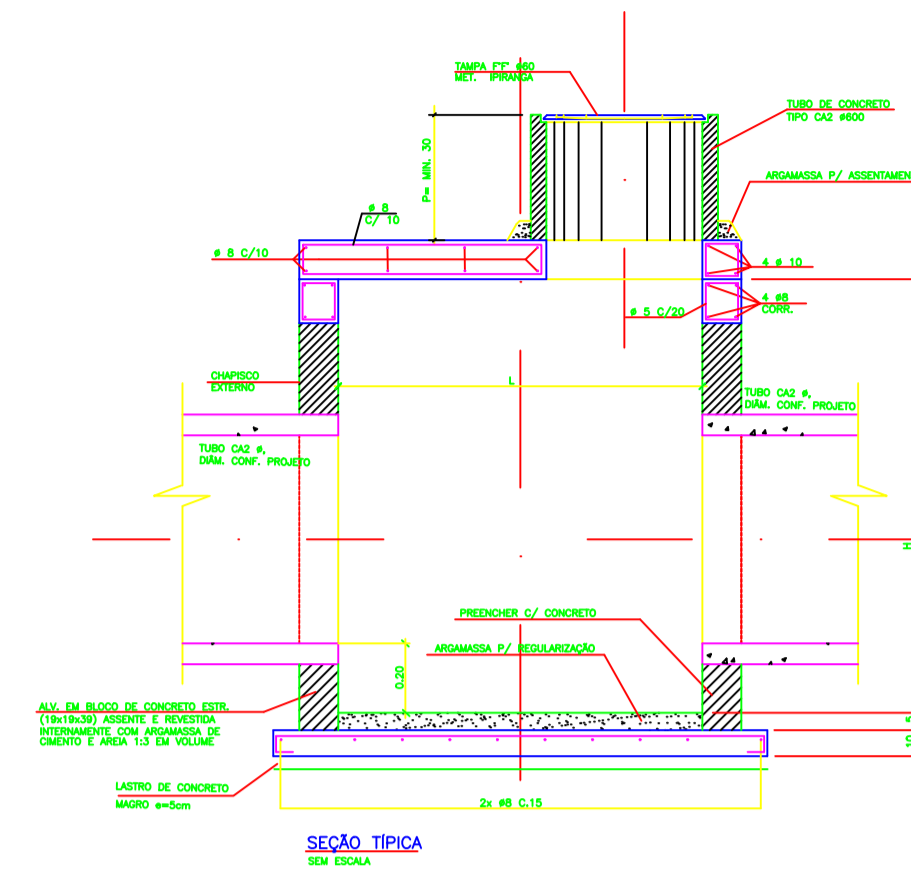 TAMPA F°F° ø60
MET. IPIRANGA
TUBO DE CONCRETO
TIPO CA2 ø600
P= MIN. 30
ARGAMASSA P/ ASSENTAMEN
ø 8
C/ 10
ø 8 C/10
4 ø 10
4 ø8
CORR.
ø 5 C/20
CHAPISCO
EXTERNO
L
TUBO CA2 ø,
DIÂM. CONF. PROJETO
TUBO CA2 ø,
DIÂM. CONF. PROJETO
H
PREENCHER C/ CONCRETO
ARGAMASSA P/ REGULARIZAÇÃO
0.20
ALV. EM BLOCO DE CONCRETO ESTR.
(19x19x39) ASSENTE E REVESTIDA
INTERNAMENTE COM ARGAMASSA DE
CIMENTO E AREIA 1:3 EM VOLUME
5
10
LASTRO DE CONCRETO
MAGRO e=5cm
2x ø8 C.15
SEÇÃO TÍPICA
SEM ESCALA